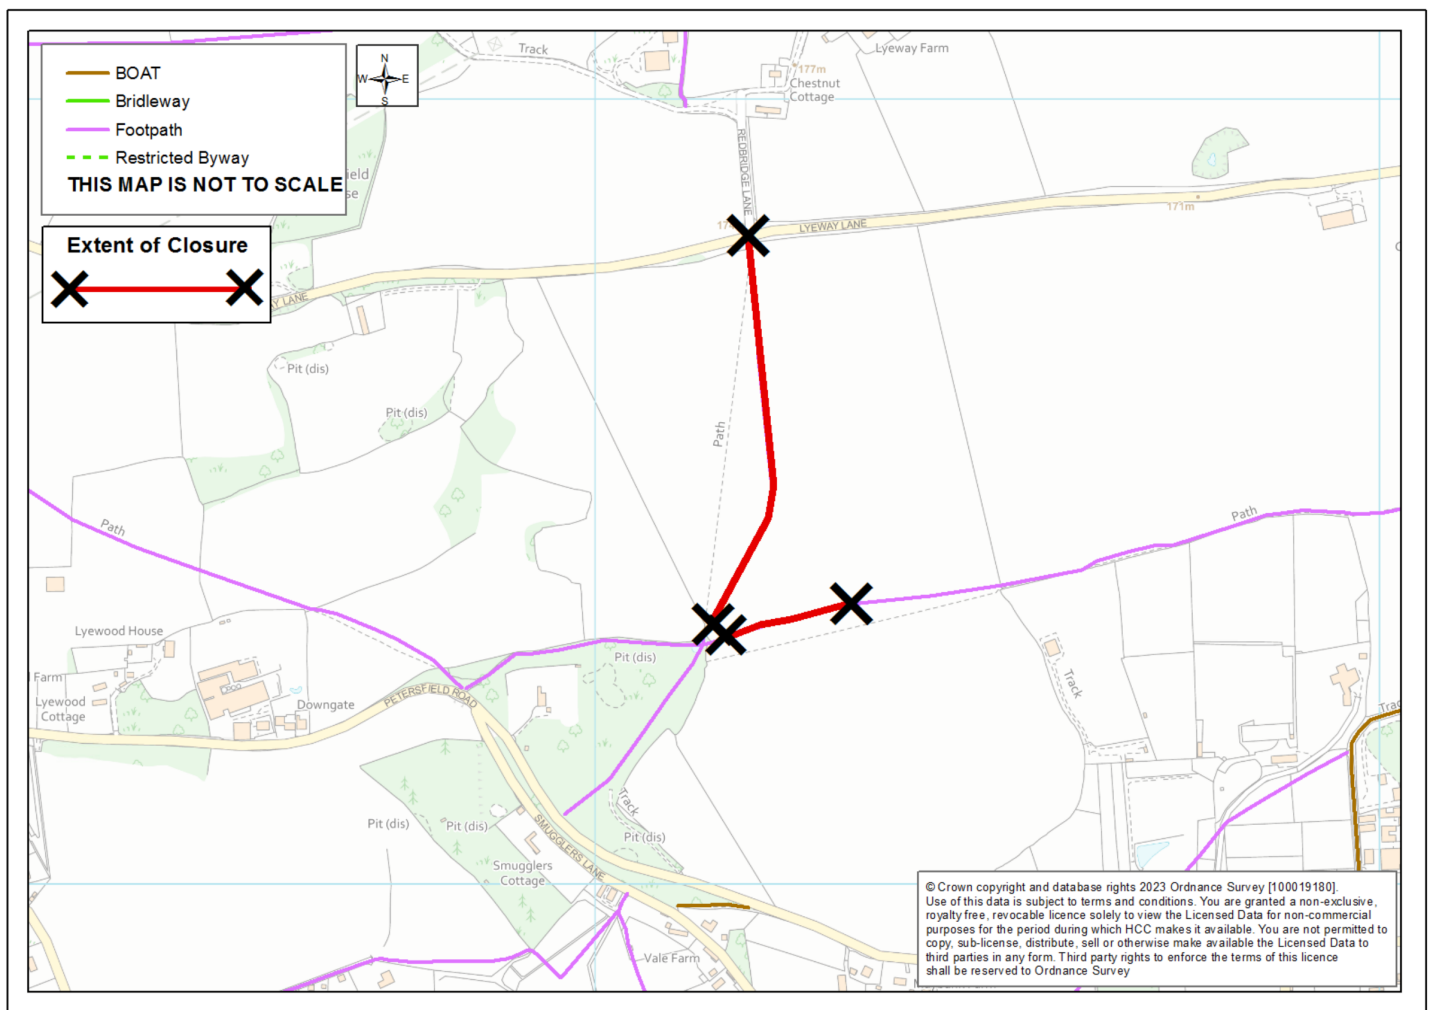 BOAT
Bridleway
Footpath
Restricted Byway
THIS MAP IS NOT TO SCALE
N
W E
S
Extent of Closure
Track
177m
Chestnut
Cottage
Lyeway Farm
REDBRIDGE LANE
LYEWAY LANE
171m
LANE
Pit (dis)
Pit (dis)
Path
Path
Path
Lyewood House
Farm
Lyewood
Cottage
Downgate
PETERSFIELD ROAD
Pit (dis)
Track
Track
Pit (dis)
Pit (dis)
Pit (dis)
SMUGGLERS LANE
Smugglers
Cottage
Vale Farm
© Crown copyright and database rights 2023 Ordnance Survey [100019180].
Use of this data is subject to terms and conditions. You are granted a non-exclusive,
royalty free, revocable licence solely to view the Licensed Data for non-commercial
purposes for the period during which HCC makes it available. You are not permitted to
copy, sub-license, distribute, sell or otherwise make available the Licensed Data to
third parties in any form. Third party rights to enforce the terms of this licence
shall be reserved to Ordnance Survey